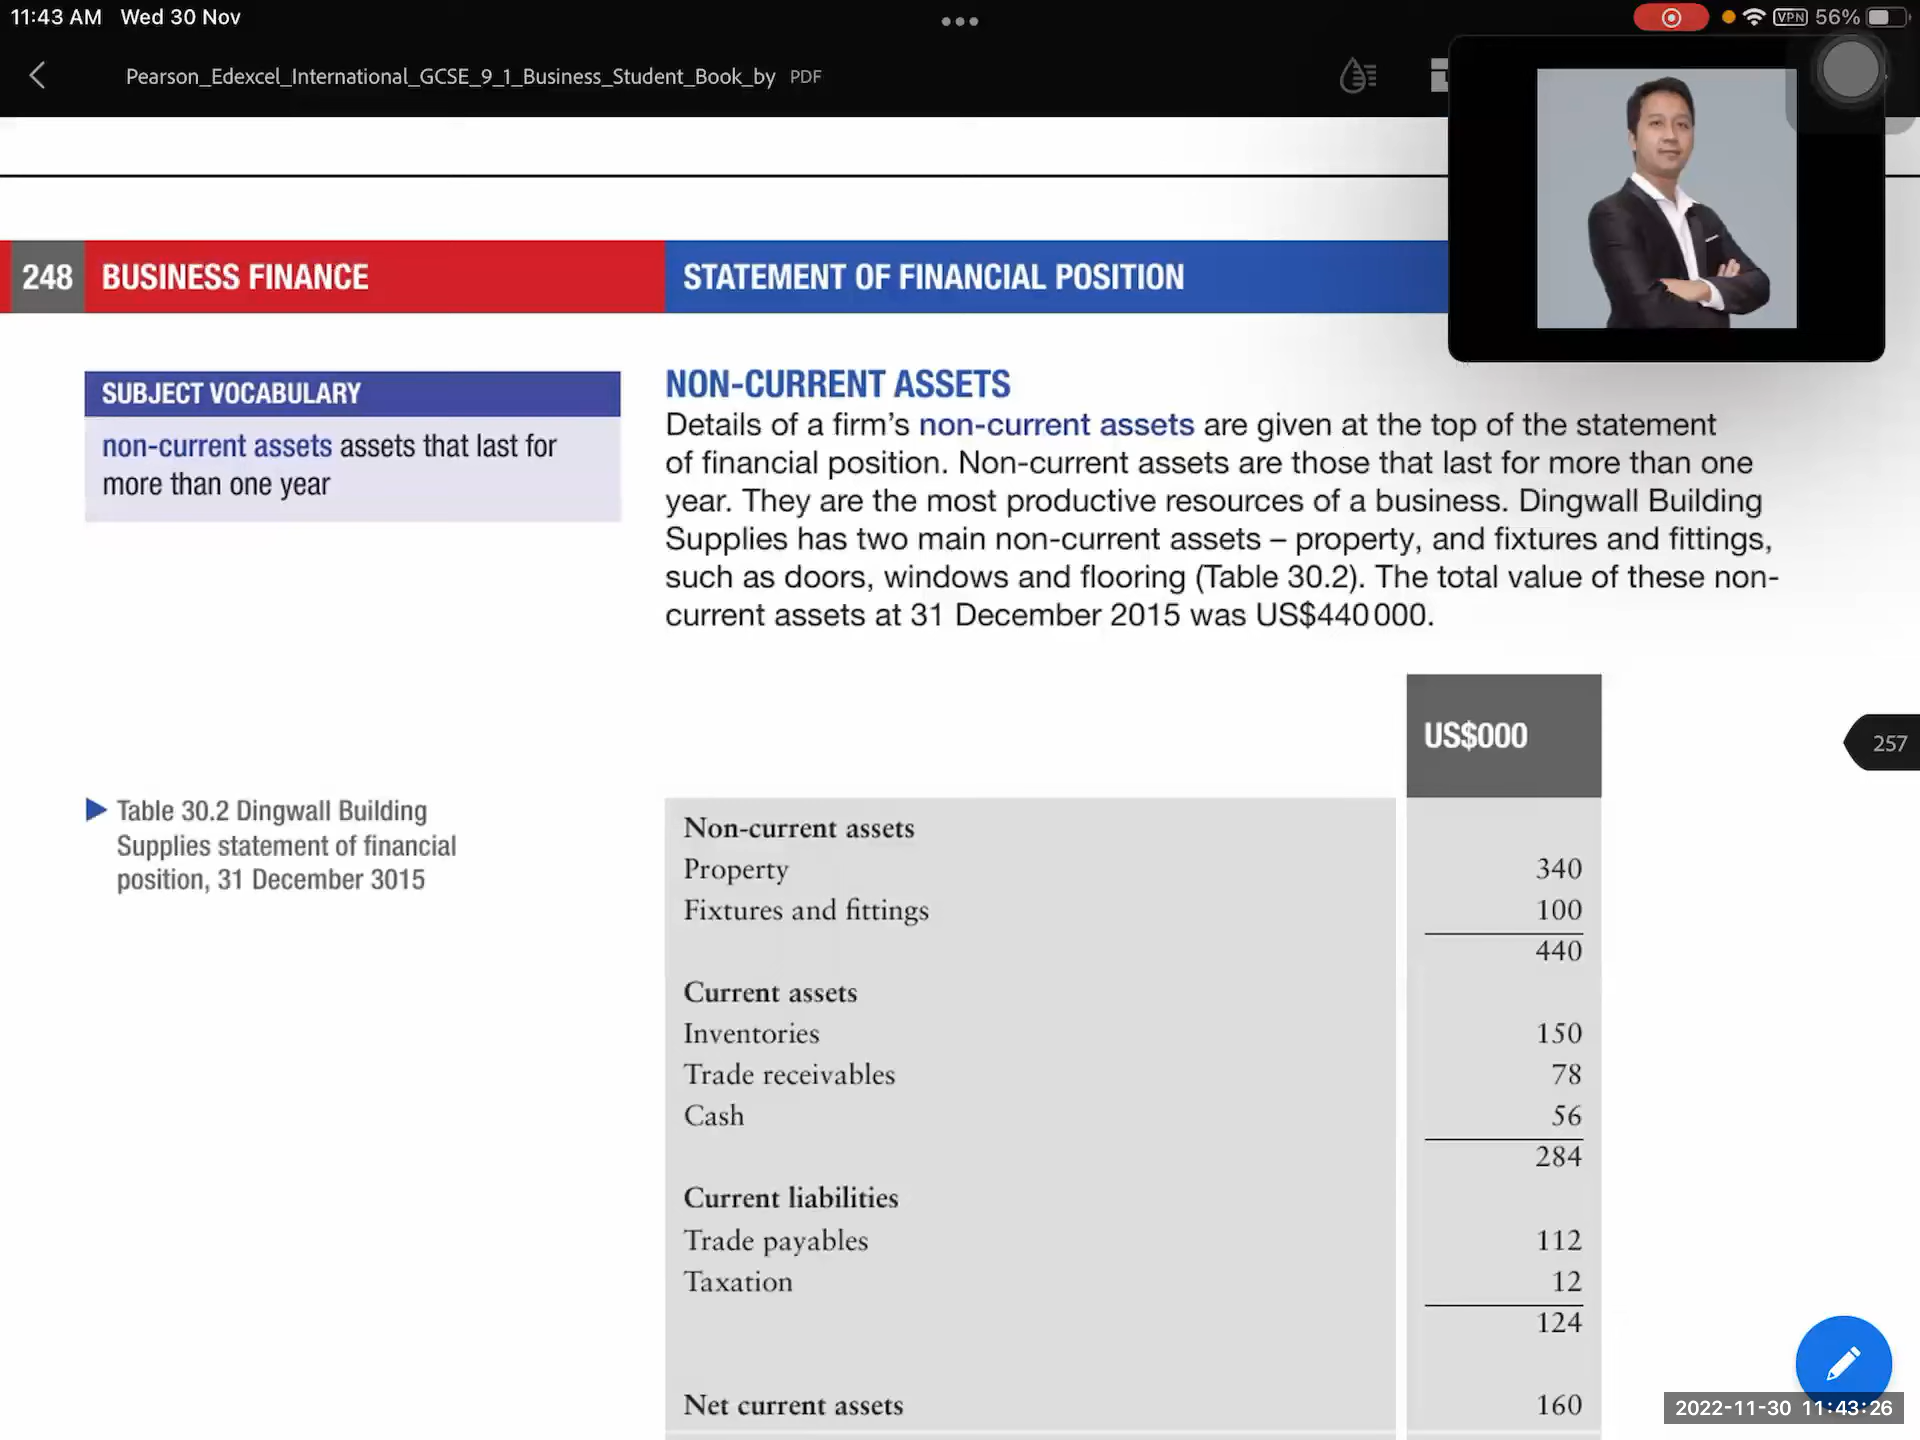 11:43 AM Wed 30 Nov
VPN 56%
Pearson_Edexcel_International_GCSE_9_1_Business_Student_Book_by PDF
248 BUSINESS FINANCE STATEMENT OF FINANCIAL POSITION
SUBJECT VOCABULARY
non-current assets assets that last for
more than one year
NON-CURRENT ASSETS
Details of a firm's non-current assets are given at the top of the statement
of financial position. Non-current assets are those that last for more than one
year. They are the most productive resources of a business. Dingwall Building
Supplies has two main non-current assets – property, and fixtures and fittings,
such as doors, windows and flooring (Table 30.2). The total value of these non-
current assets at 31 December 2015 was US$440 000.
US$000
257
Table 30.2 Dingwall Building
Supplies statement of financial
position, 31 December 3015
Non-current assets
Property 340
Fixtures and fittings 100
440
Current assets
Inventories 150
Trade receivables 78
Cash 56
284
Current liabilities
Trade payables 112
Taxation 12
124
Net current assets 160
2022-11-30 11:43:26